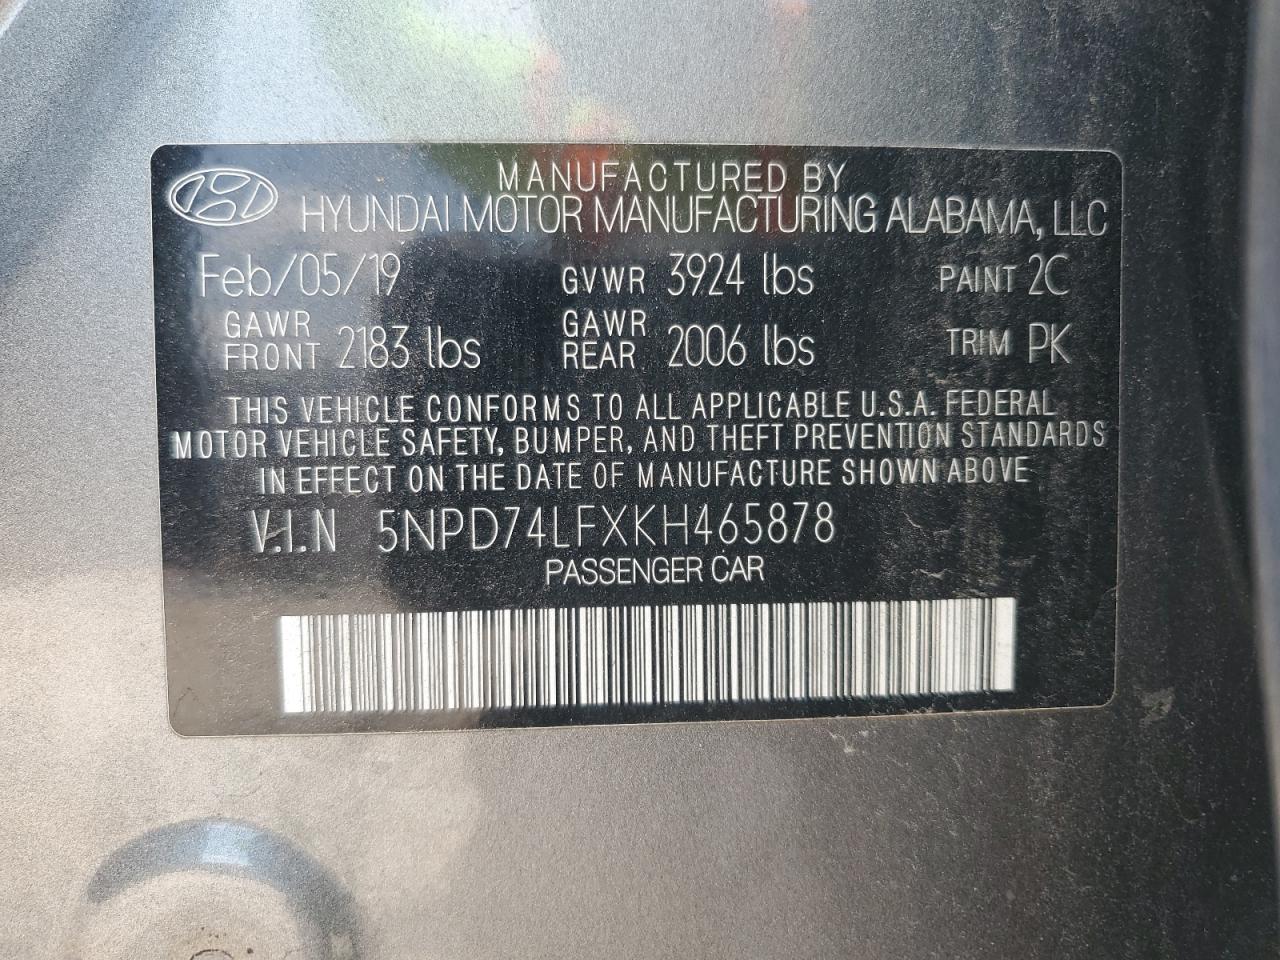 MANUFACTURED BY
HYUNDAI MOTOR MANUFACTURING ALABAMA, LLC
Feb/05/19 GVWR 3924 lbs PAINT 2C
GAWR FRONT 2183 lbs GAWR REAR 2006 lbs TRIM PK
THIS VEHICLE CONFORMS TO ALL APPLICABLE U.S.A. FEDERAL
MOTOR VEHICLE SAFETY, BUMPER, AND THEFT PREVENTION STANDARDS
IN EFFECT ON THE DATE OF MANUFACTURE SHOWN ABOVE
V.I.N 5NPD74LFXKH465878
PASSENGER CAR